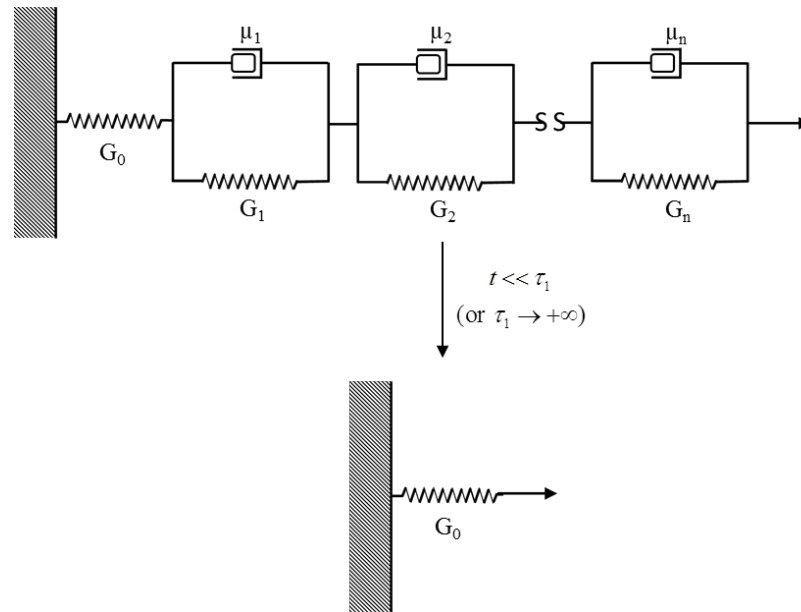 μ₁ μ₂ μₙ
G₀
G₁ G₂ Gₙ
t << τ₁
(or τ₁ → +∞)
G₀